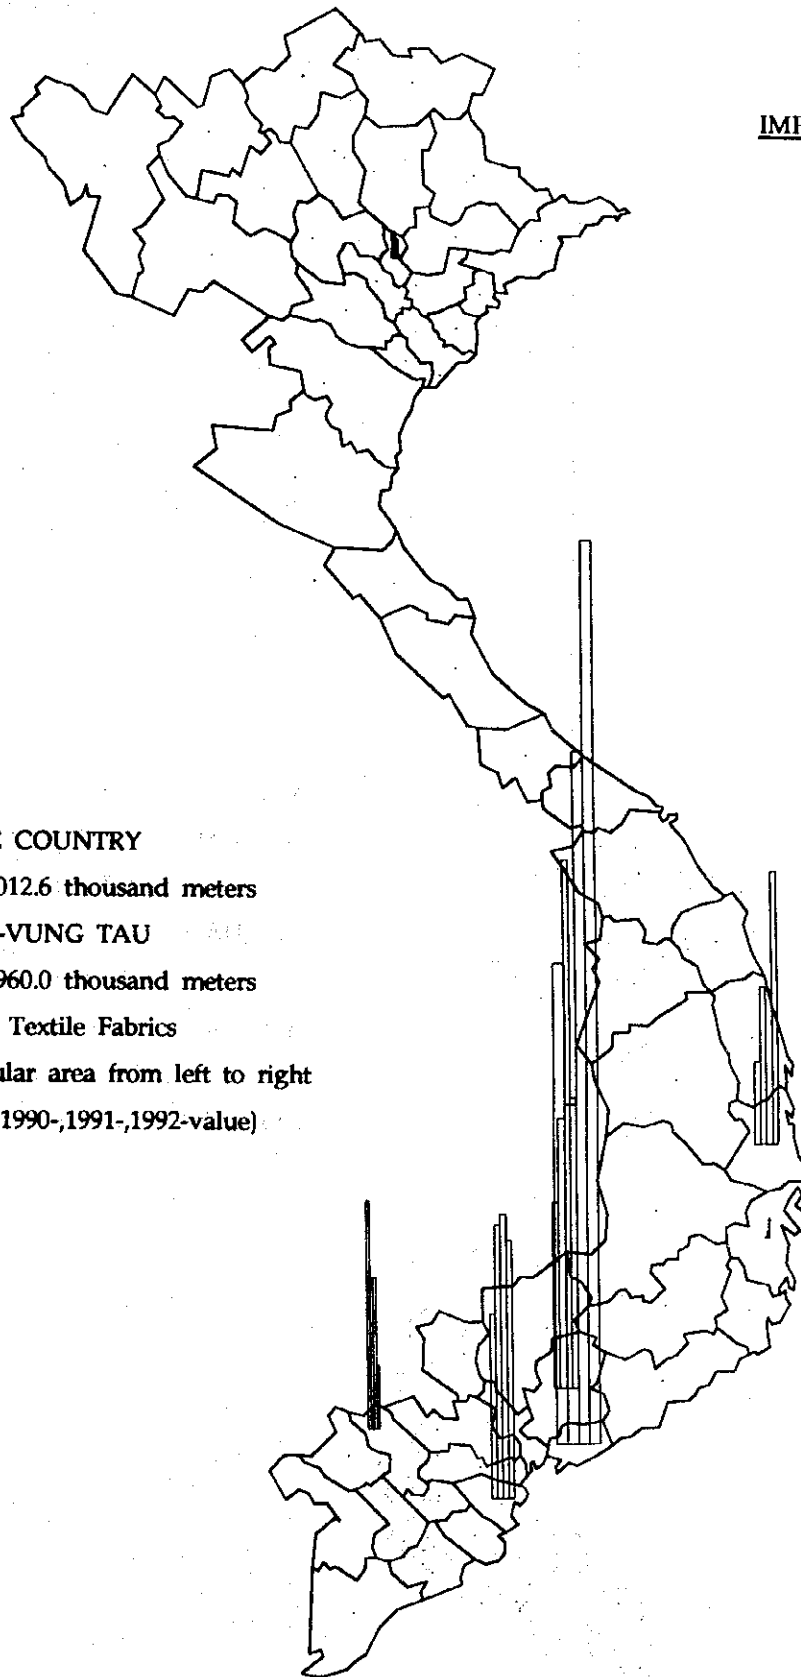 IMP
COUNTRY
012.6 thousand meters
-VUNG TAU
960.0 thousand meters
Textile Fabrics
ular area from left to right
1990-,1991-,1992-value)